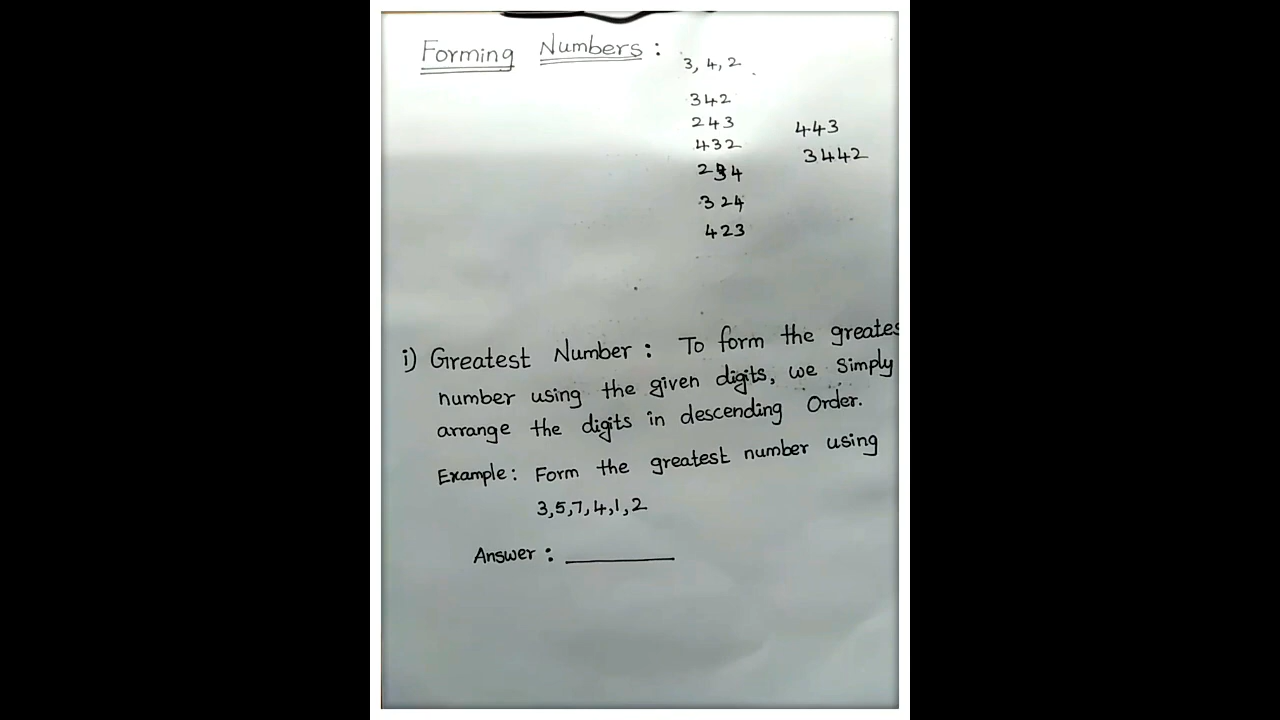 Forming Numbers :
3, 4, 2
342
243
432
234
324
423
443
3442
i) Greatest Number : To form the greates
number using the given digits, we simply
arrange the digits in descending Order.
Example : Form the greatest number using
3,5,7,4,1,2
Answer : __________